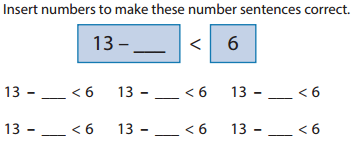 Insert numbers to make these number sentences correct.
13 – ___ < 6
13 – ___ < 6 13 – ___ < 6 13 – ___ < 6
13 – ___ < 6 13 – ___ < 6 13 – ___ < 6